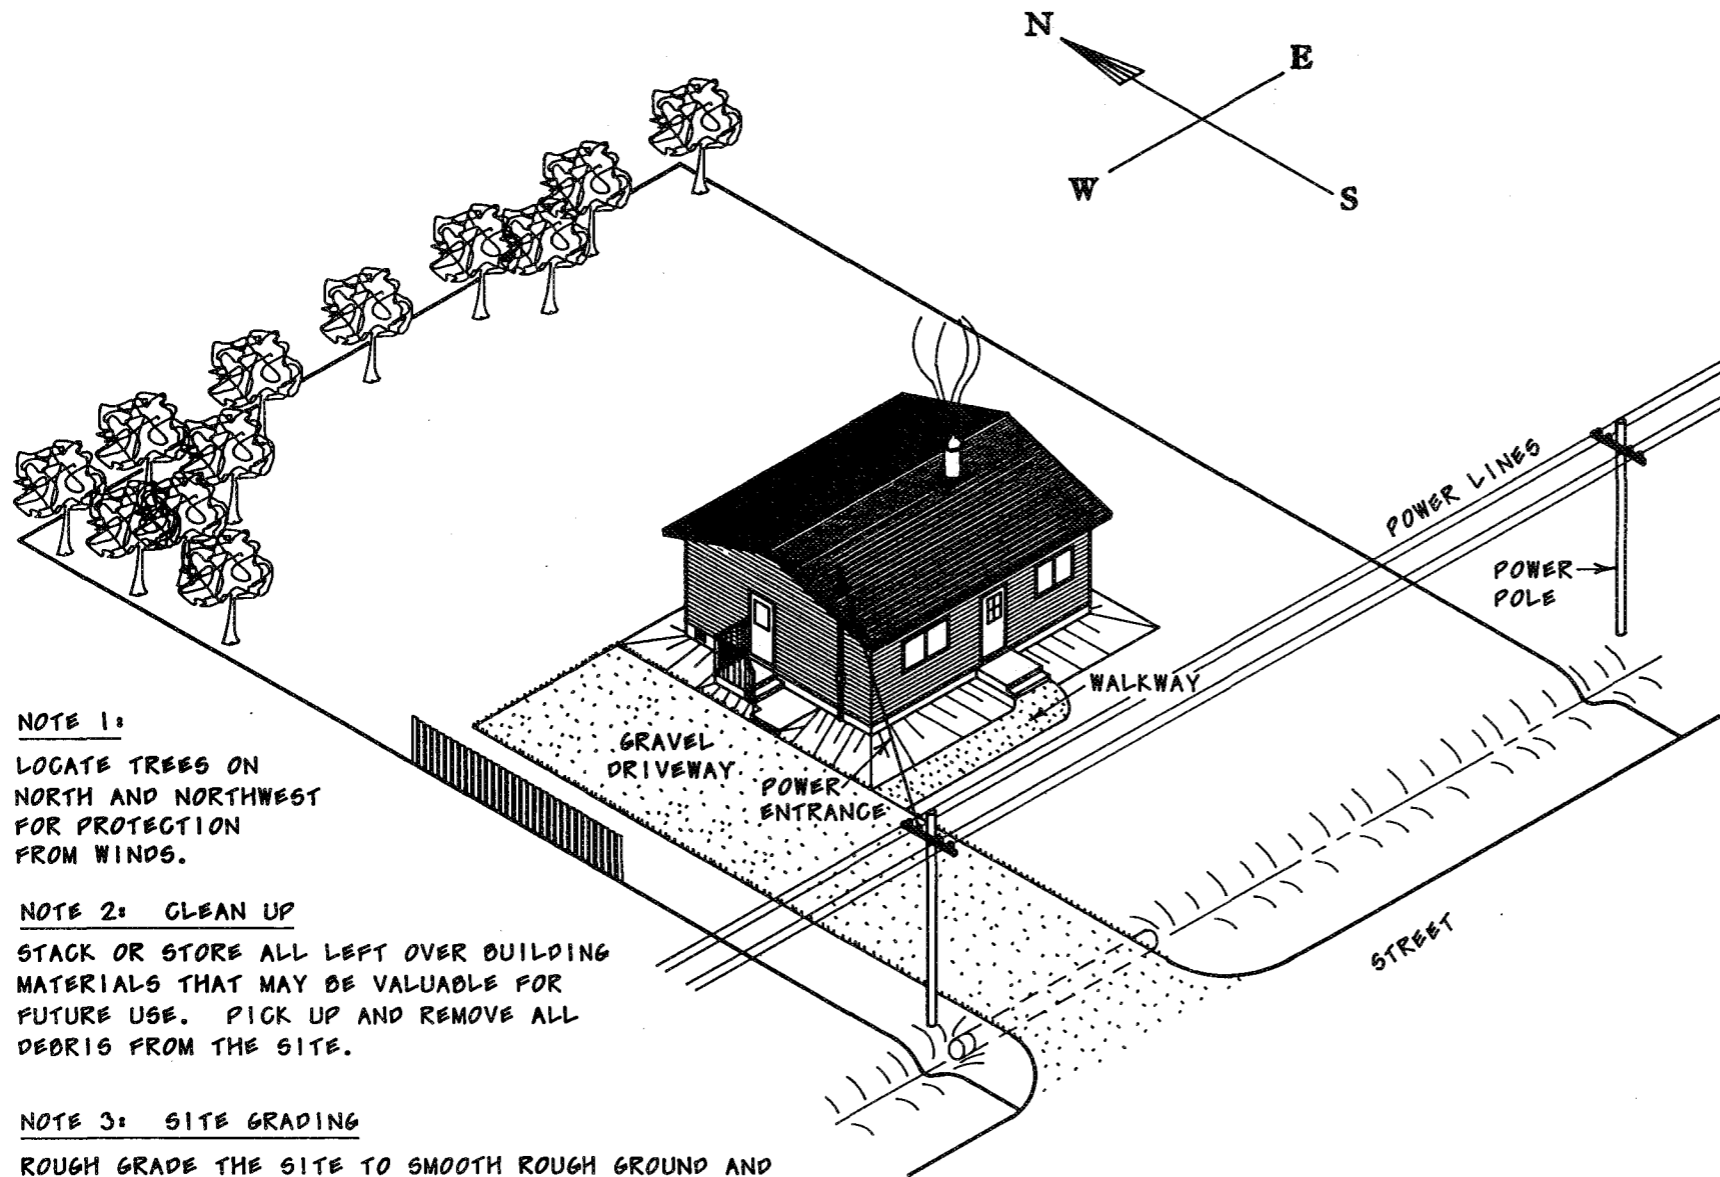 N
E
W
S
POWER LINES
POWER
POLE
WALKWAY
GRAVEL
DRIVEWAY
POWER
ENTRANCE
STREET
NOTE 1:
LOCATE TREES ON
NORTH AND NORTHWEST
FOR PROTECTION
FROM WINDS.
NOTE 2: CLEAN UP
STACK OR STORE ALL LEFT OVER BUILDING
MATERIALS THAT MAY BE VALUABLE FOR
FUTURE USE. PICK UP AND REMOVE ALL
DEBRIS FROM THE SITE.
NOTE 3: SITE GRADING
ROUGH GRADE THE SITE TO SMOOTH ROUGH GROUND AND